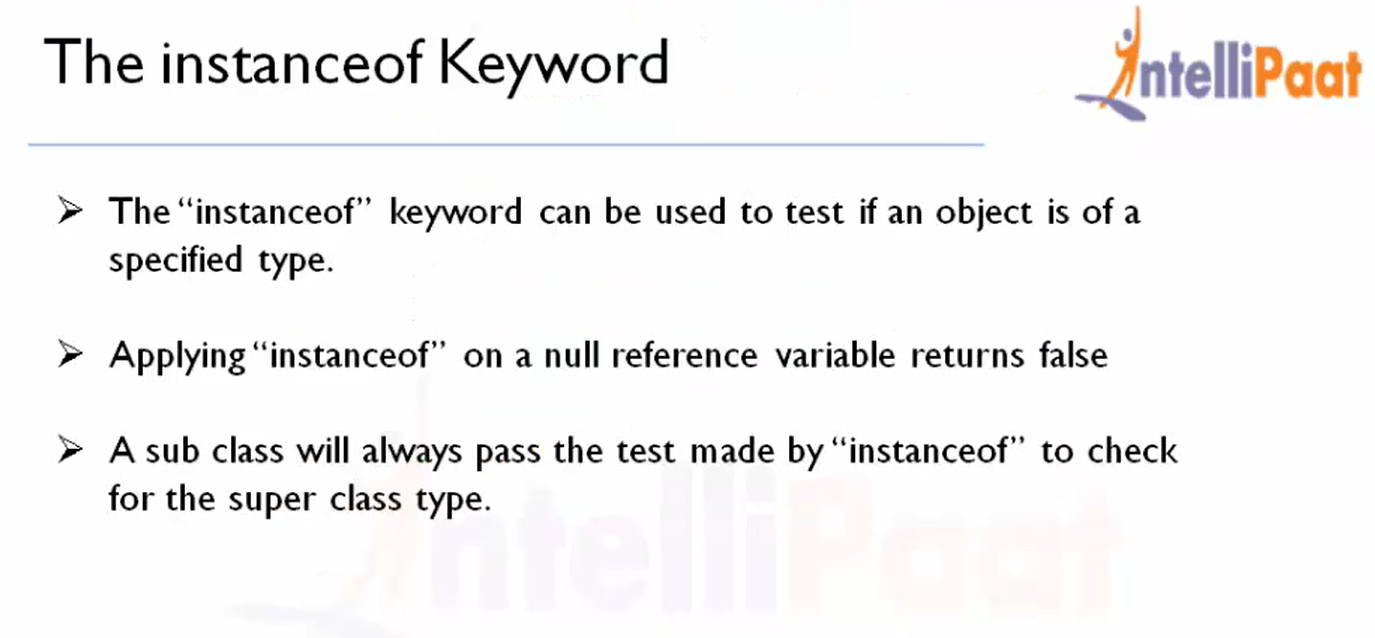 The instanceof Keyword
IntelliPaat
➢ The “instanceof” keyword can be used to test if an object is of a
specified type.
➢ Applying “instanceof” on a null reference variable returns false
➢ A sub class will always pass the test made by “instanceof” to check
for the super class type.
IntelliPaat